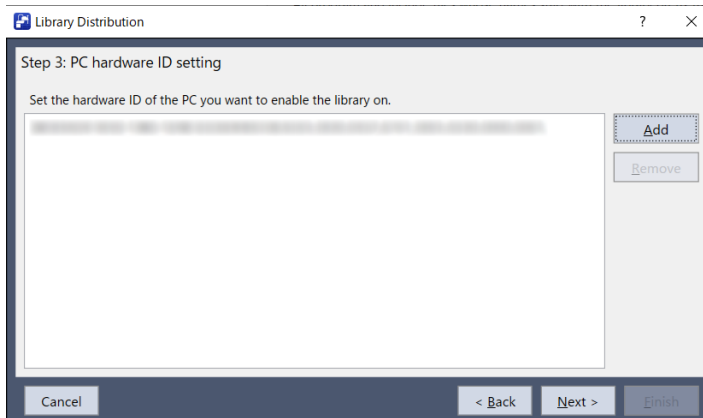 Library Distribution
?
Step 3: PC hardware ID setting
Set the hardware ID of the PC you want to enable the library on.
Add
Remove
Cancel
< Back
Next >
Finish